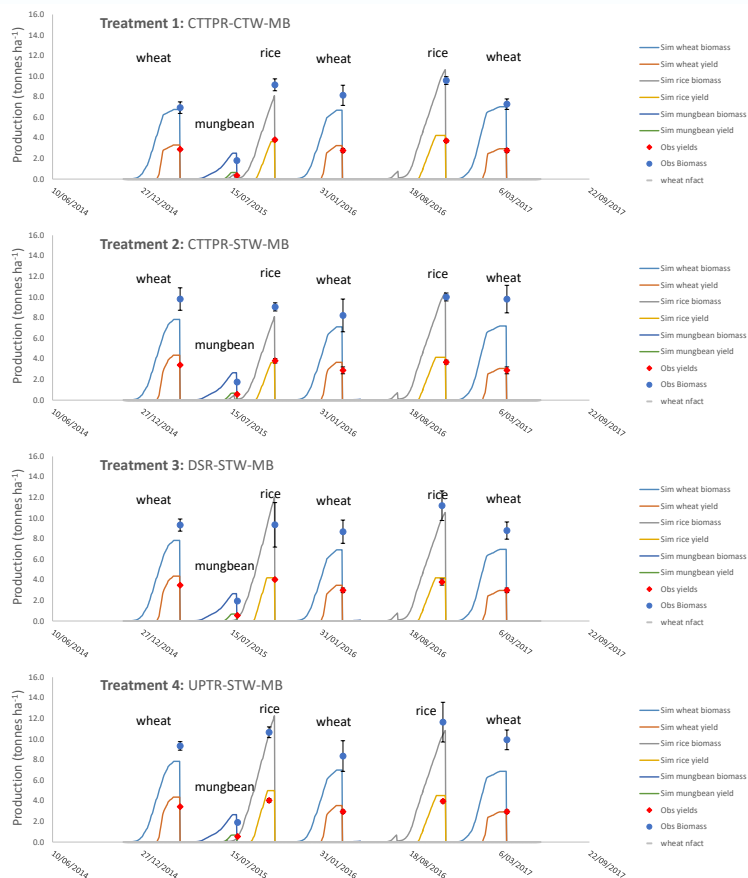 Treatment 1: CTTPR-CTW-MB
Production (tonnes ha⁻¹)
16.0
14.0
12.0
10.0
8.0
6.0
4.0
2.0
0.0
wheat
mungbean
rice
wheat
rice
wheat
10/06/2014
27/12/2014
15/07/2015
31/01/2016
18/08/2016
6/03/2017
22/09/2017
Sim wheat biomass
Sim wheat yield
Sim rice biomass
Sim rice yield
Sim mungbean biomass
Sim mungbean yield
Obs yields
Obs Biomass
wheat nfact
Treatment 2: CTTPR-STW-MB
Production (tonnes ha⁻¹)
16.0
14.0
12.0
10.0
8.0
6.0
4.0
2.0
0.0
wheat
mungbean
rice
wheat
rice
wheat
10/06/2014
27/12/2014
15/07/2015
31/01/2016
18/08/2016
6/03/2017
22/09/2017
Sim wheat biomass
Sim wheat yield
Sim rice biomass
Sim rice yield
Sim mungbean biomass
Sim mungbean yield
Obs yields
Obs Biomass
wheat nfact
Treatment 3: DSR-STW-MB
Production (tonnes ha⁻¹)
16.0
14.0
12.0
10.0
8.0
6.0
4.0
2.0
0.0
wheat
mungbean
rice
wheat
rice
wheat
10/06/2014
27/12/2014
15/07/2015
31/01/2016
18/08/2016
6/03/2017
22/09/2017
Sim wheat biomass
Sim wheat yield
Sim rice biomass
Sim rice yield
Sim mungbean biomass
Sim mungbean yield
Obs yields
Obs Biomass
wheat nfact
Treatment 4: UPTR-STW-MB
Production (tonnes ha⁻¹)
16.0
14.0
12.0
10.0
8.0
6.0
4.0
2.0
0.0
wheat
mungbean
rice
wheat
rice
wheat
10/06/2014
27/12/2014
15/07/2015
31/01/2016
18/08/2016
6/03/2017
22/09/2017
Sim wheat biomass
Sim wheat yield
Sim rice biomass
Sim rice yield
Sim mungbean biomass
Sim mungbean yield
Obs yields
Obs Biomass
wheat nfact